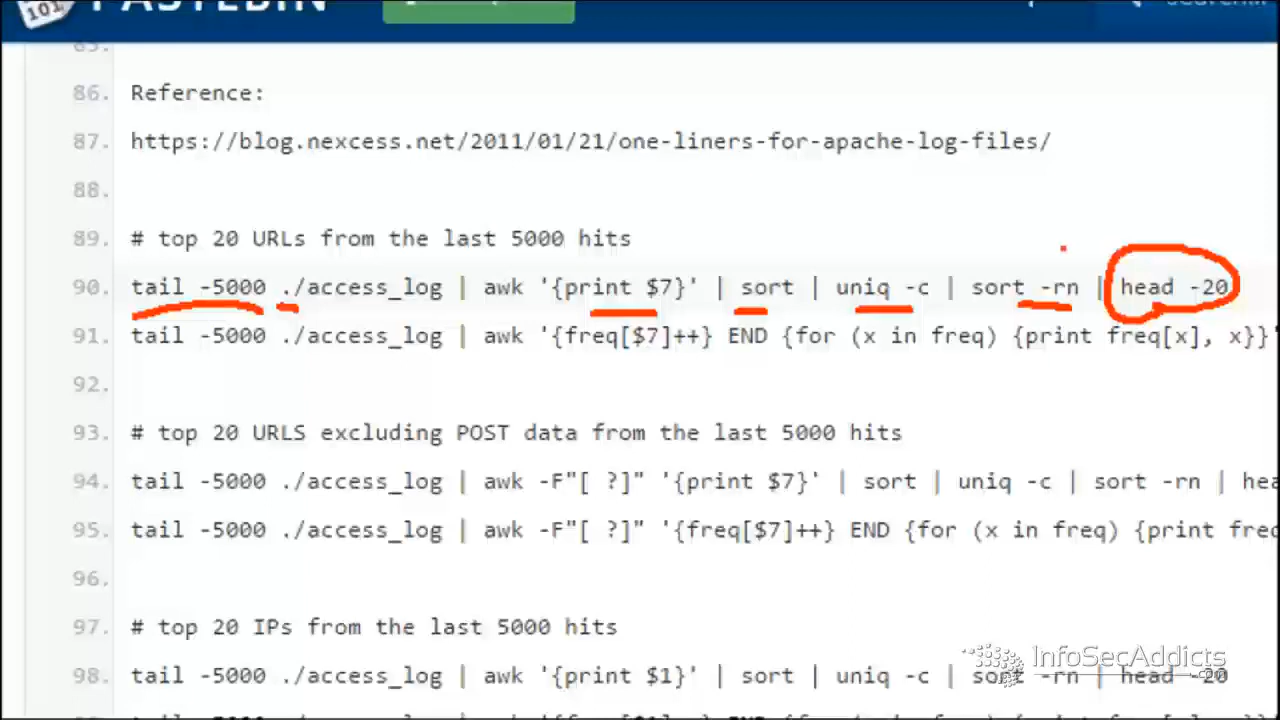 101 PASTEBIN
85.
86. Reference:
87. https://blog.nexcess.net/2011/01/21/one-liners-for-apache-log-files/
88.
89. # top 20 URLs from the last 5000 hits
90. tail -5000 ./access_log | awk '{print $7}' | sort | uniq -c | sort -rn | head -20
91. tail -5000 ./access_log | awk '{freq[$7]++} END {for (x in freq) {print freq[x], x}}'
92.
93. # top 20 URLS excluding POST data from the last 5000 hits
94. tail -5000 ./access_log | awk -F"[ ?]" '{print $7}' | sort | uniq -c | sort -rn | hea
95. tail -5000 ./access_log | awk -F"[ ?]" '{freq[$7]++} END {for (x in freq) {print fre
96.
97. # top 20 IPs from the last 5000 hits
98. tail -5000 ./access_log | awk '{print $1}' | sort | uniq -c | sort -rn | head -20
InfoSecAddicts